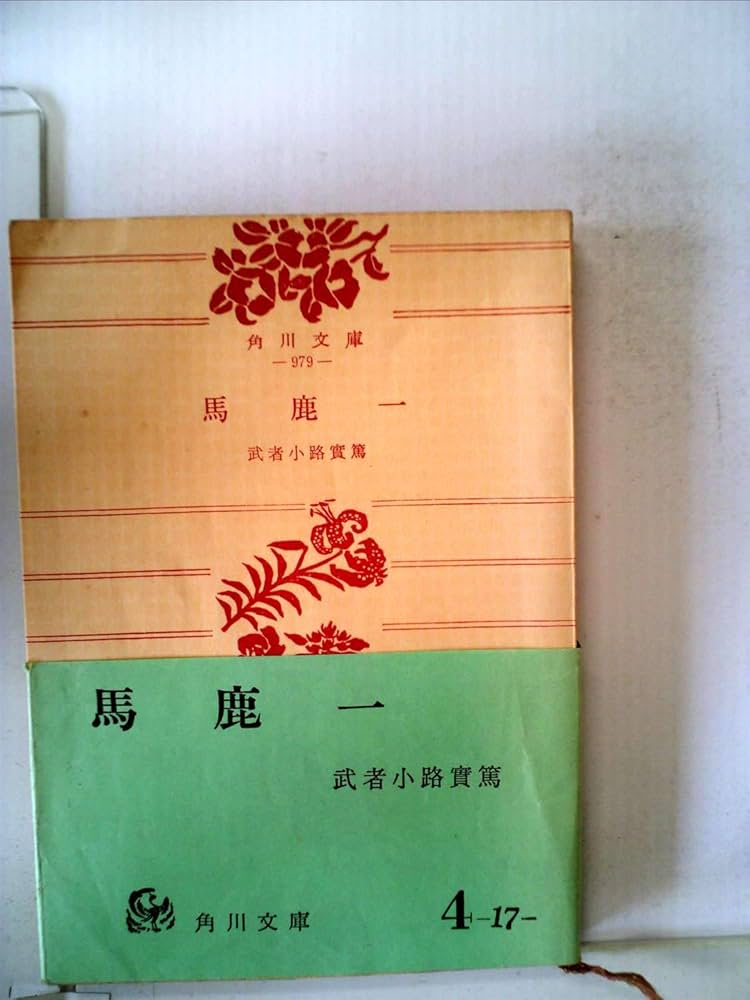 角川文庫
—979—
馬鹿一
武者小路實篤
馬鹿一
武者小路實篤
角川文庫
4-17-